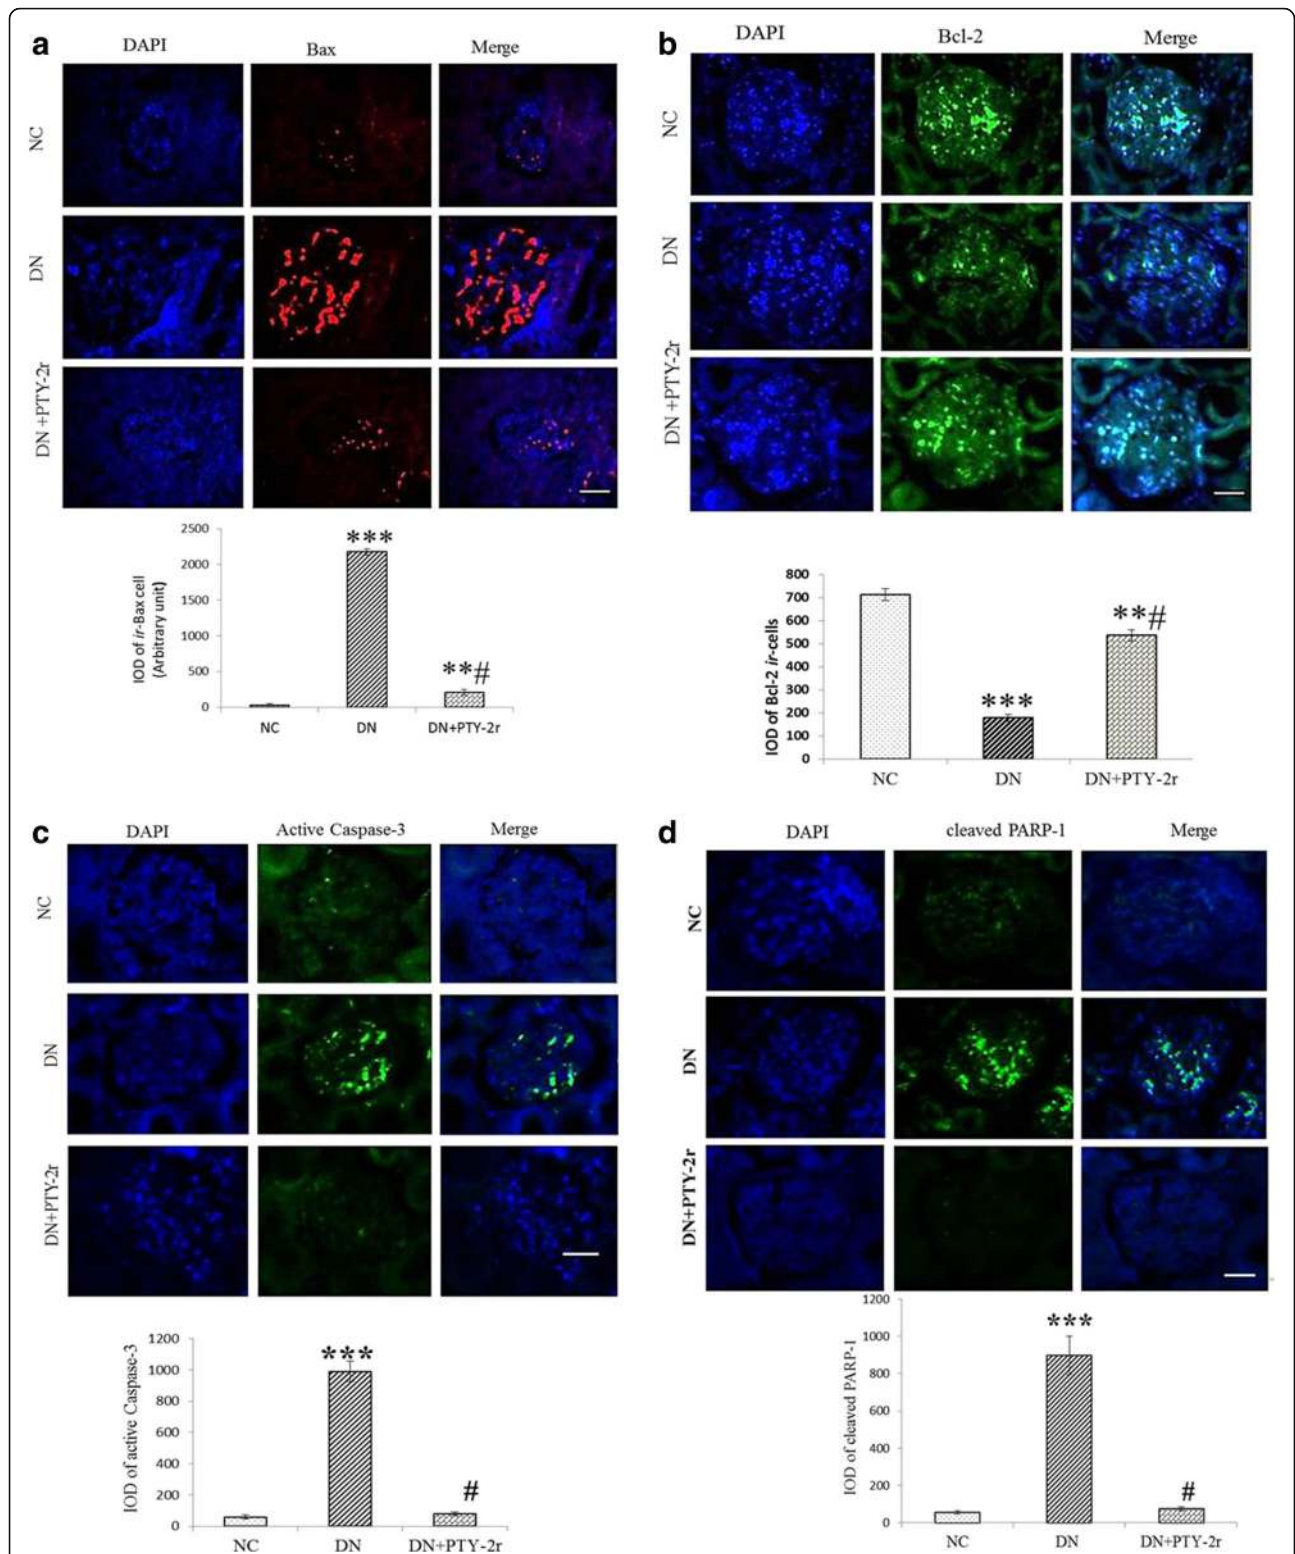 a
DAPI Bax Merge
NC
DN
DN +PTY-2r
2500
2000
1500
1000
500
0
IOD of ir-Bax cell
(Arbitrary unit)
***
**#
NC DN DN+PTY-2r
b
DAPI Bcl-2 Merge
NC
DN
DN +PTY-2r
800
700
600
500
400
300
200
100
0
IOD of Bcl-2 ir-cells
***
**#
NC DN DN+PTY-2r
c
DAPI Active Caspase-3 Merge
NC
DN
DN+PTY-2r
1200
1000
800
600
400
200
0
IOD of active Caspase-3
***
#
NC DN DN+PTY-2r
d
DAPI cleaved PARP-1 Merge
NC
DN
DN+PTY-2r
1200
1000
800
600
400
200
0
IOD of cleaved PARP-1
***
#
NC DN DN+PTY-2r